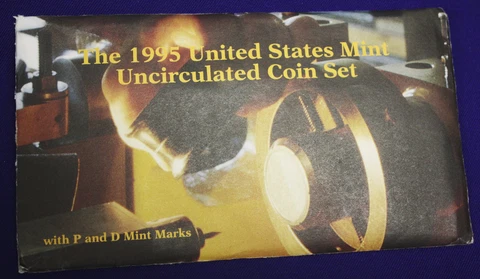 The 1995 United States Mint
Uncirculated Coin Set
with P and D Mint Marks